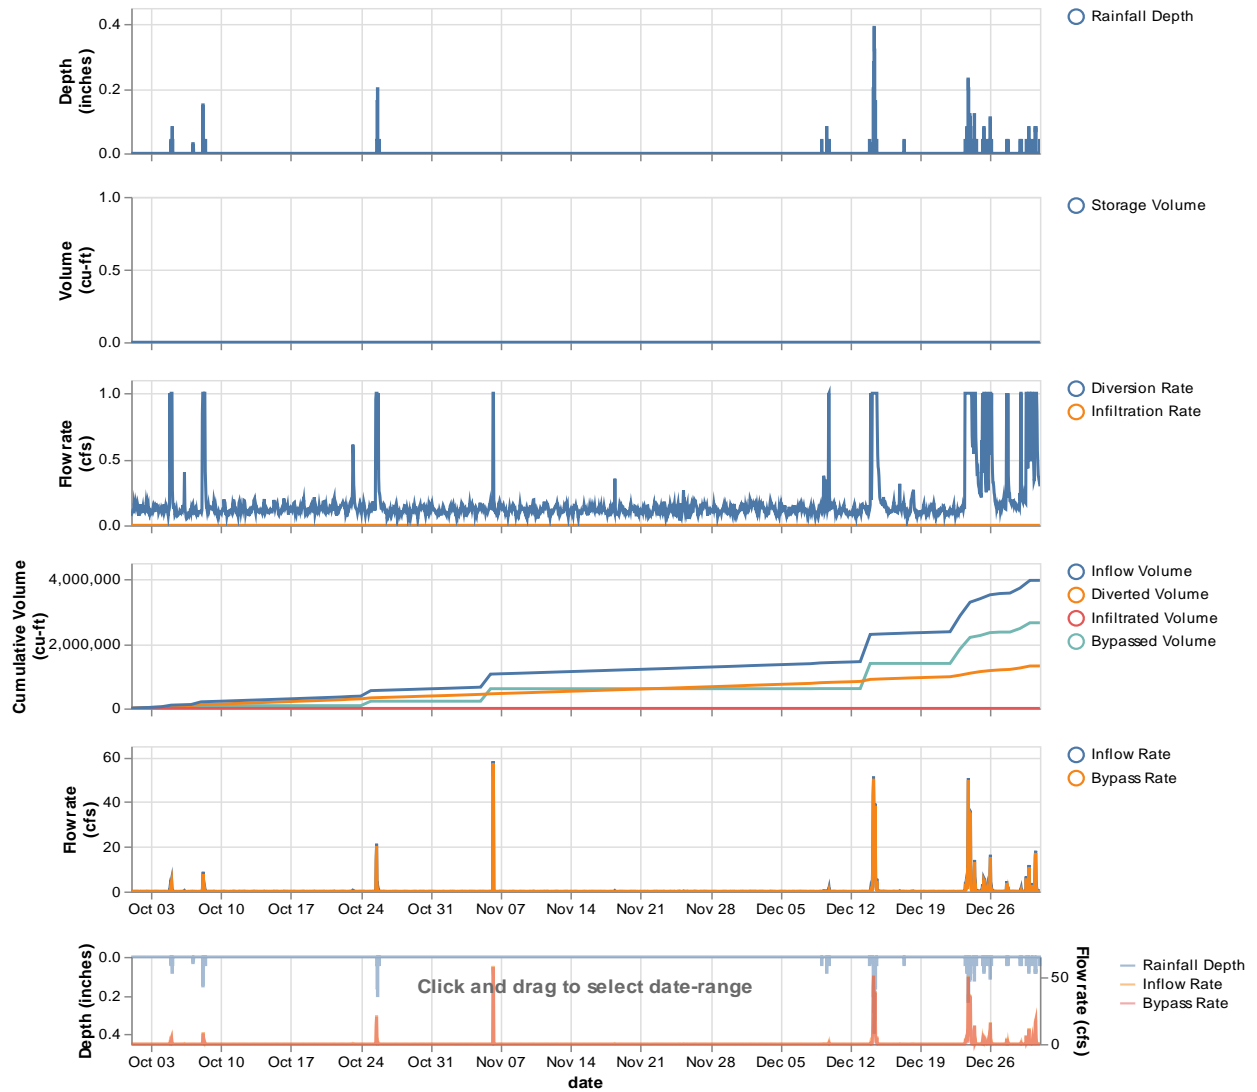 Depth
(inches)
0.4
0.2
0.0
Rainfall Depth
Volume
(cu-ft)
1.0
0.5
0.0
Storage Volume
Flowrate
(cfs)
1.0
0.5
0.0
Diversion Rate
Infiltration Rate
Cumulative Volume
(cu-ft)
4,000,000
2,000,000
0
Inflow Volume
Diverted Volume
Infiltrated Volume
Bypassed Volume
Flowrate
(cfs)
60
40
20
0
Inflow Rate
Bypass Rate
Oct 03 Oct 10 Oct 17 Oct 24 Oct 31 Nov 07 Nov 14 Nov 21 Nov 28 Dec 05 Dec 12 Dec 19 Dec 26
Depth (inches)
0.0
0.2
0.4
Click and drag to select date-range
50
0
Flowrate (cfs)
Rainfall Depth
Inflow Rate
Bypass Rate
Oct 03 Oct 10 Oct 17 Oct 24 Oct 31 Nov 07 Nov 14 Nov 21 Nov 28 Dec 05 Dec 12 Dec 19 Dec 26
date